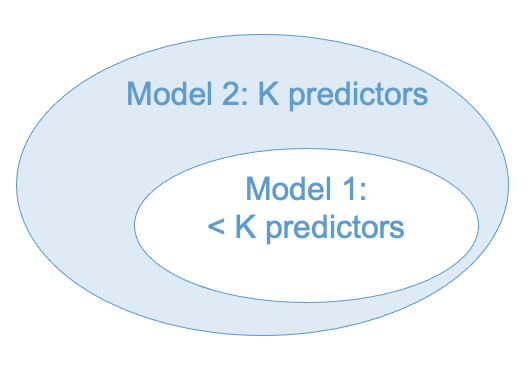 Model 2: K predictors
Model 1:
< K predictors